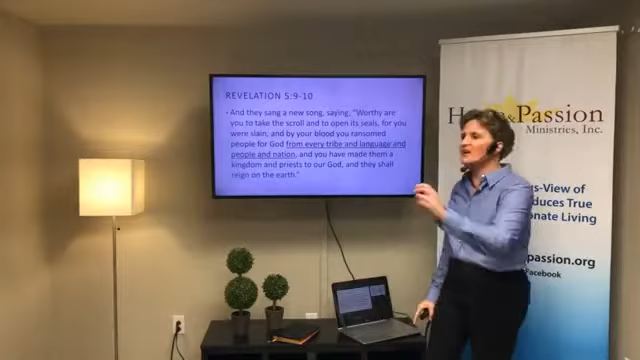 REVELATION 5:9-10
And they sang a new song, saying, "Worthy are
you to take the scroll and to open its seals, for you
were slain, and by your blood you ransomed
people for God from every tribe and language and
people and nation, and you have made them a
kingdom and priests to our God, and they shall
reign on the earth."
H &Passion
Ministries, Inc.
s-View of
duces True
onate Living
passion.org
Facebook